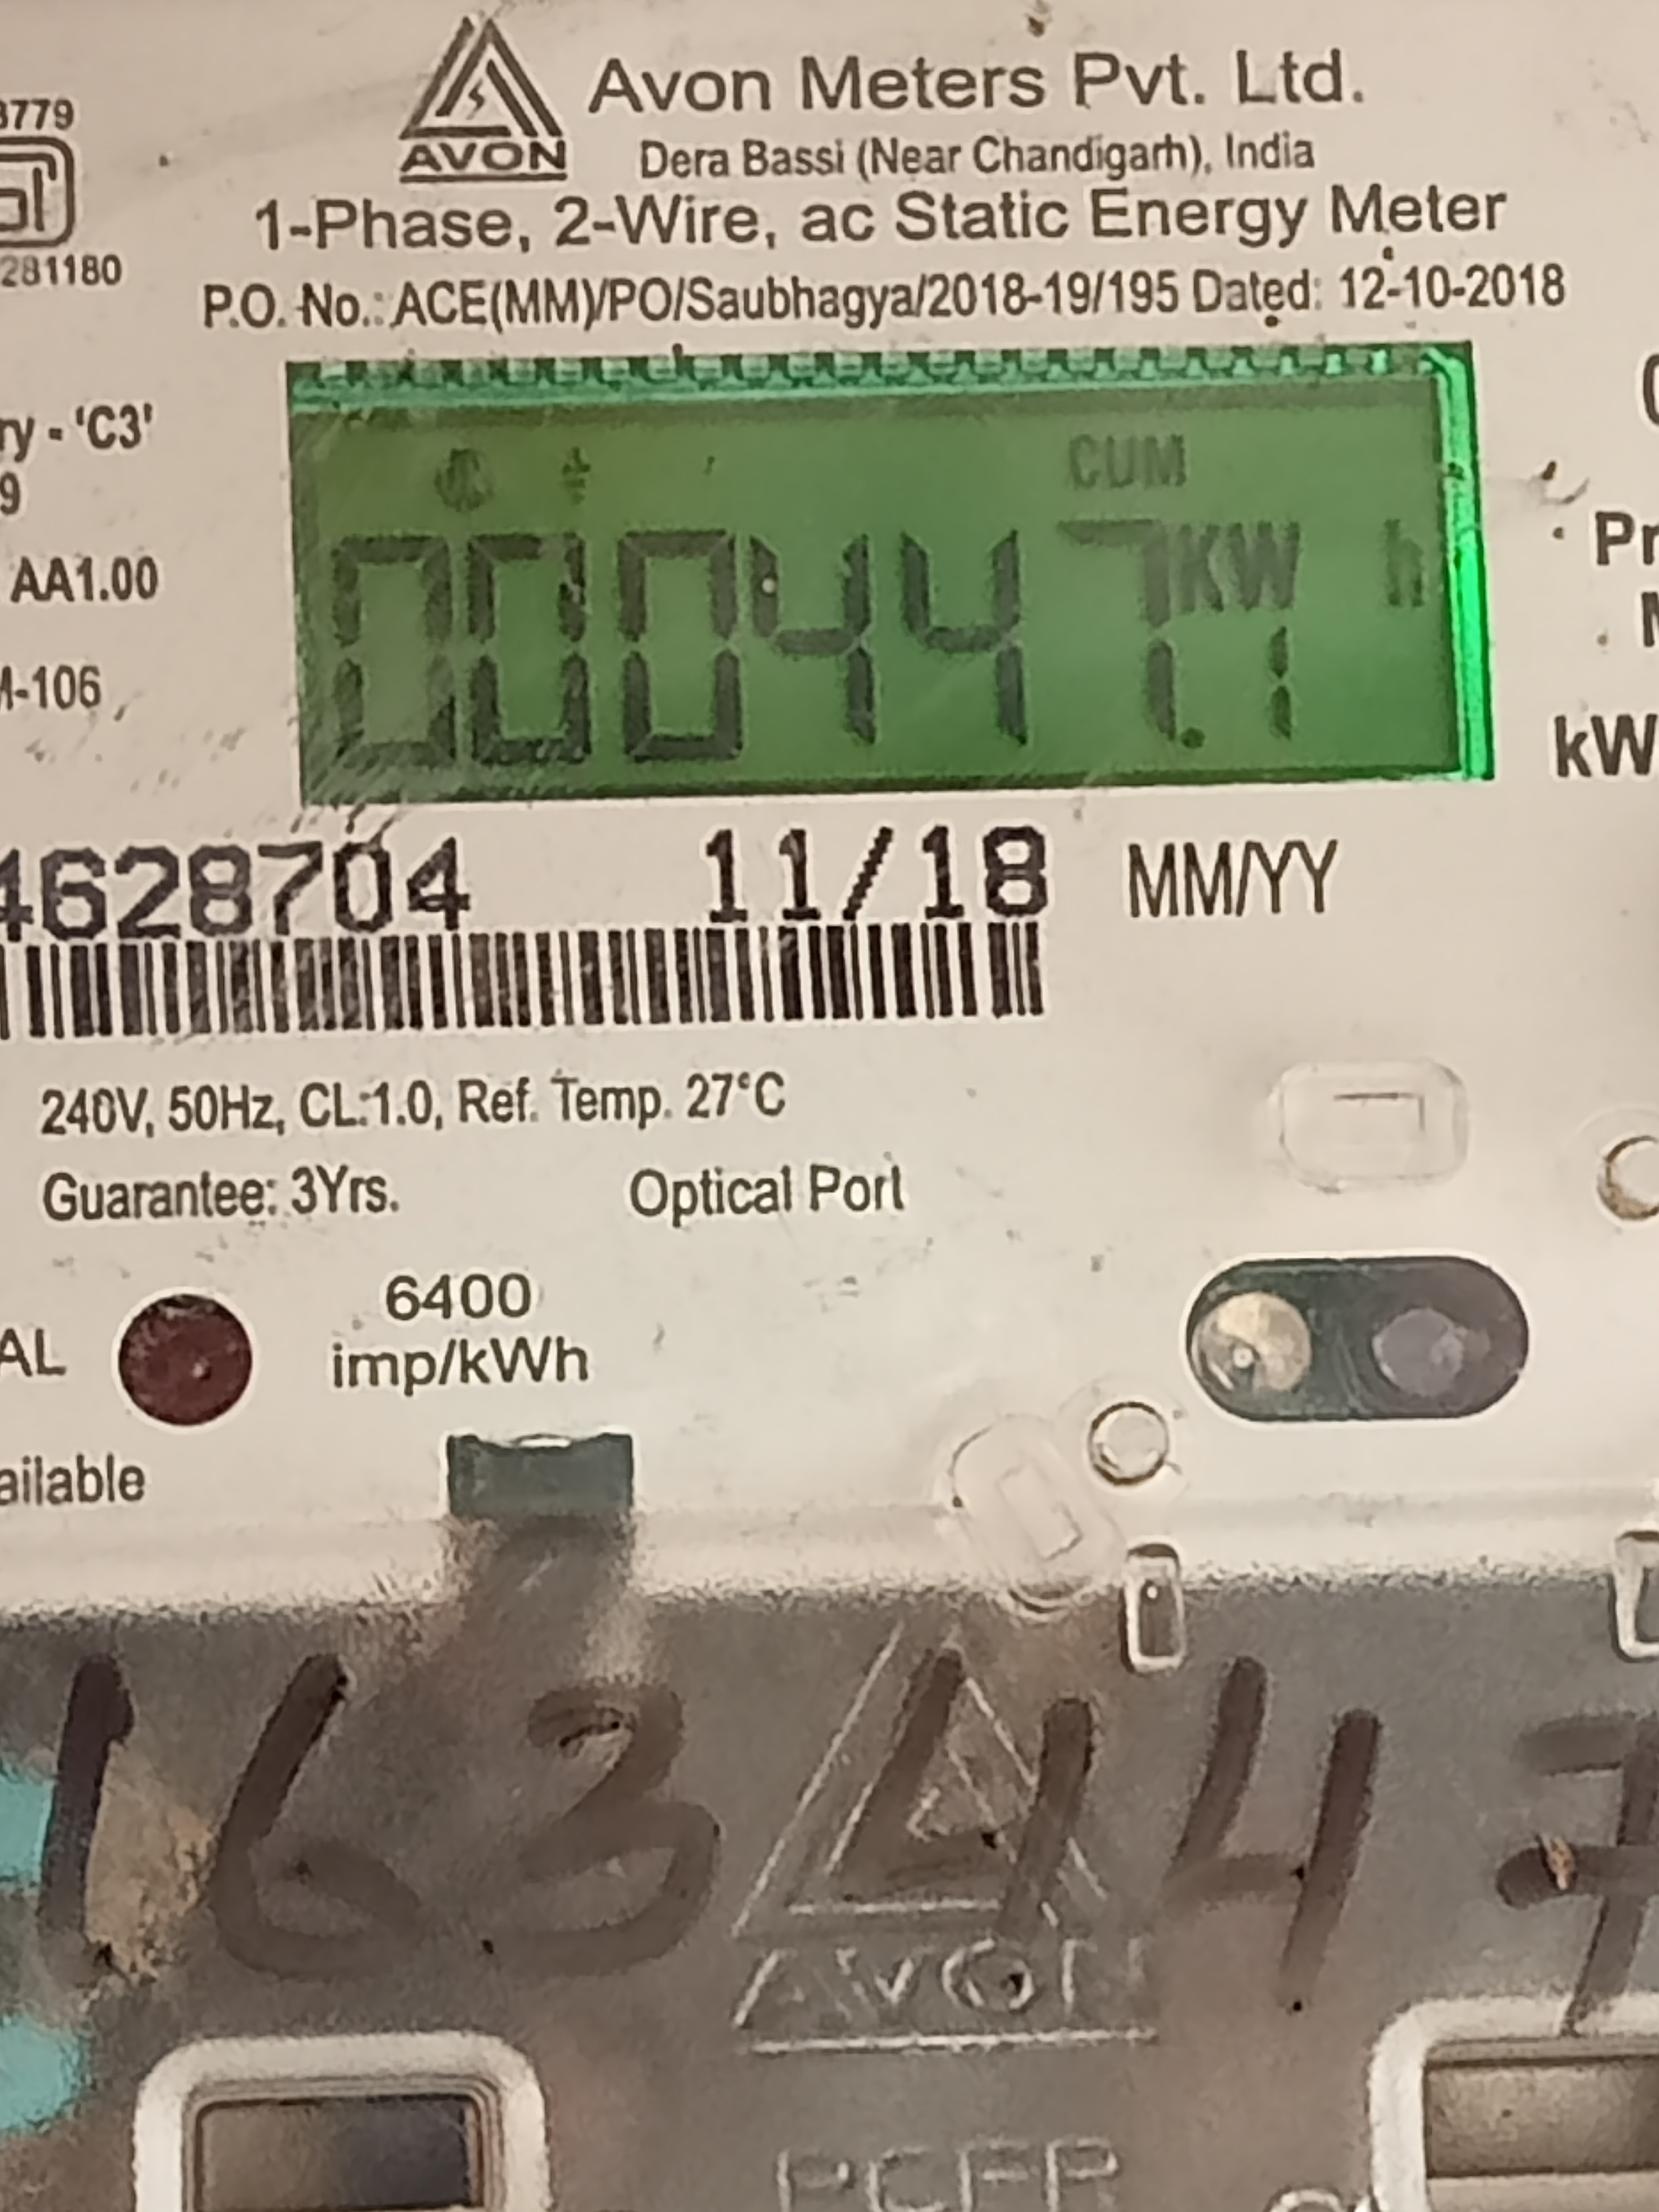 Avon Meters Pvt. Ltd.
AVON
Dera Bassi (Near Chandigarh), India
1-Phase, 2-Wire, ac Static Energy Meter
281180
P.O. No.: ACE(MM)/PO/Saubhagya/2018-19/195 Dated: 12-10-2018
ry - 'C3'
9
CUM
000447.1 KW h
AA1.00
M-106
kW
4628704 11/18 MM/YY
240V, 50Hz, CL:1.0, Ref. Temp. 27°C
Guarantee: 3Yrs. Optical Port
6400
imp/kWh
AL
ailable
163447
AVON